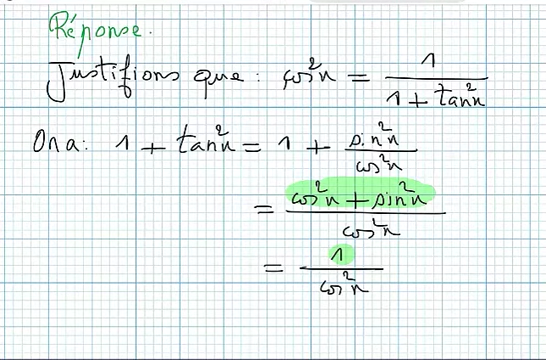 Réponse.
Justifions que : cos²x = 1 / (1 + tan²x)
On a : 1 + tan²x = 1 + sin²x / cos²x
= (cos²x + sin²x) / cos²x
= 1 / cos²x